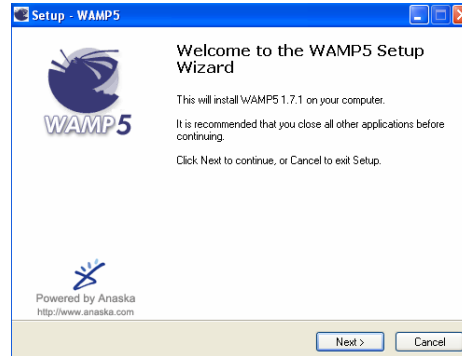 Setup - WAMP5
Welcome to the WAMP5 Setup
Wizard
This will install WAMP5 1.7.1 on your computer.
It is recommended that you close all other applications before
continuing.
Click Next to continue, or Cancel to exit Setup.
WAMP5
Powered by Anaska
http://www.anaska.com
Next >
Cancel